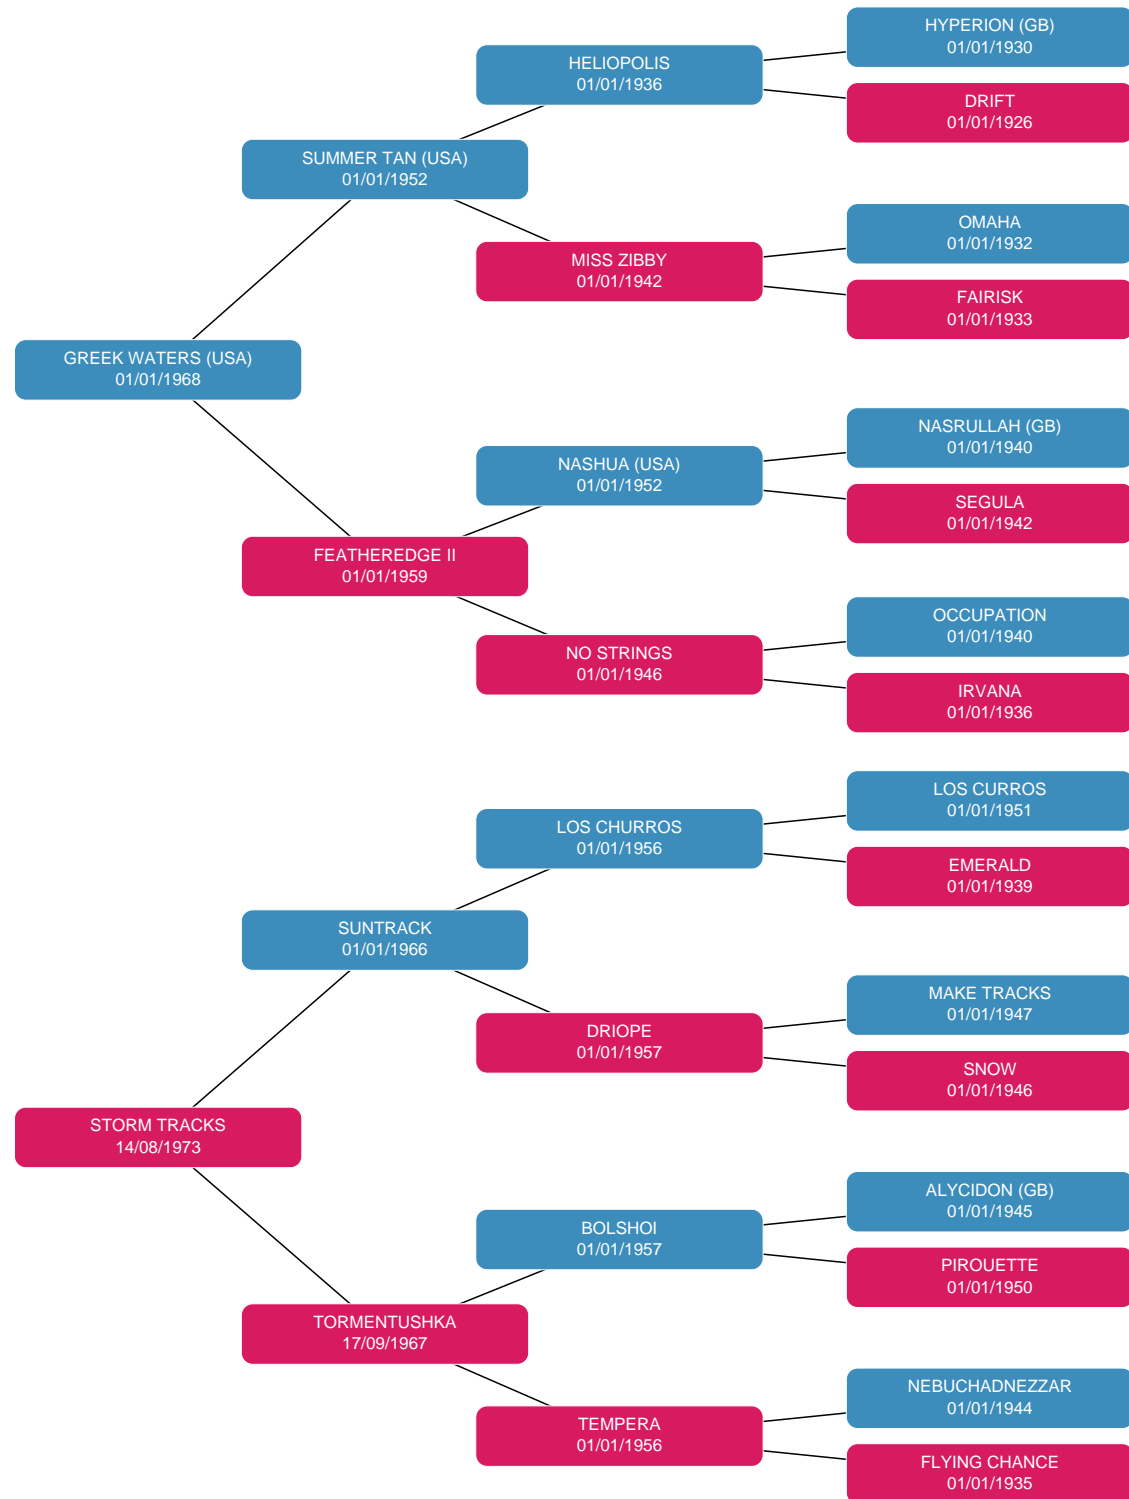 HYPERION (GB)
01/01/1930
HELIOPOLIS
01/01/1936
DRIFT
01/01/1926
SUMMER TAN (USA)
01/01/1952
OMAHA
01/01/1932
MISS ZIBBY
01/01/1942
FAIRISK
01/01/1933
GREEK WATERS (USA)
01/01/1968
NASRULLAH (GB)
01/01/1940
NASHUA (USA)
01/01/1952
SEGULA
01/01/1942
FEATHEREDGE II
01/01/1959
OCCUPATION
01/01/1940
NO STRINGS
01/01/1946
IRVANA
01/01/1936
LOS CURROS
01/01/1951
LOS CHURROS
01/01/1956
EMERALD
01/01/1939
SUNTRACK
01/01/1966
MAKE TRACKS
01/01/1947
DRIOPE
01/01/1957
SNOW
01/01/1946
STORM TRACKS
14/08/1973
ALYCIDON (GB)
01/01/1945
BOLSHOI
01/01/1957
PIROUETTE
01/01/1950
TORMENTUSHKA
17/09/1967
NEBUCHADNEZZAR
01/01/1944
TEMPERA
01/01/1956
FLYING CHANCE
01/01/1935